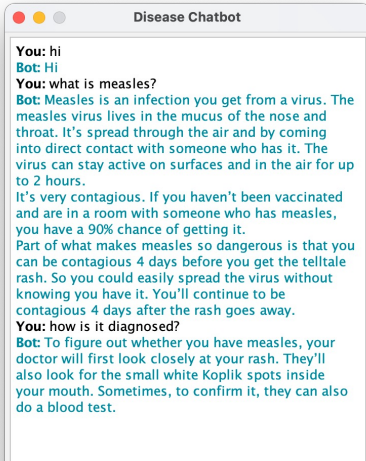 Disease Chatbot
You: hi
Bot: Hi
You: what is measles?
Bot: Measles is an infection you get from a virus. The
measles virus lives in the mucus of the nose and
throat. It's spread through the air and by coming
into direct contact with someone who has it. The
virus can stay active on surfaces and in the air for up
to 2 hours.
It's very contagious. If you haven't been vaccinated
and are in a room with someone who has measles,
you have a 90% chance of getting it.
Part of what makes measles so dangerous is that you
can be contagious 4 days before you get the telltale
rash. So you could easily spread the virus without
knowing you have it. You'll continue to be
contagious 4 days after the rash goes away.
You: how is it diagnosed?
Bot: To figure out whether you have measles, your
doctor will first look closely at your rash. They'll
also look for the small white Koplik spots inside
your mouth. Sometimes, to confirm it, they can also
do a blood test.